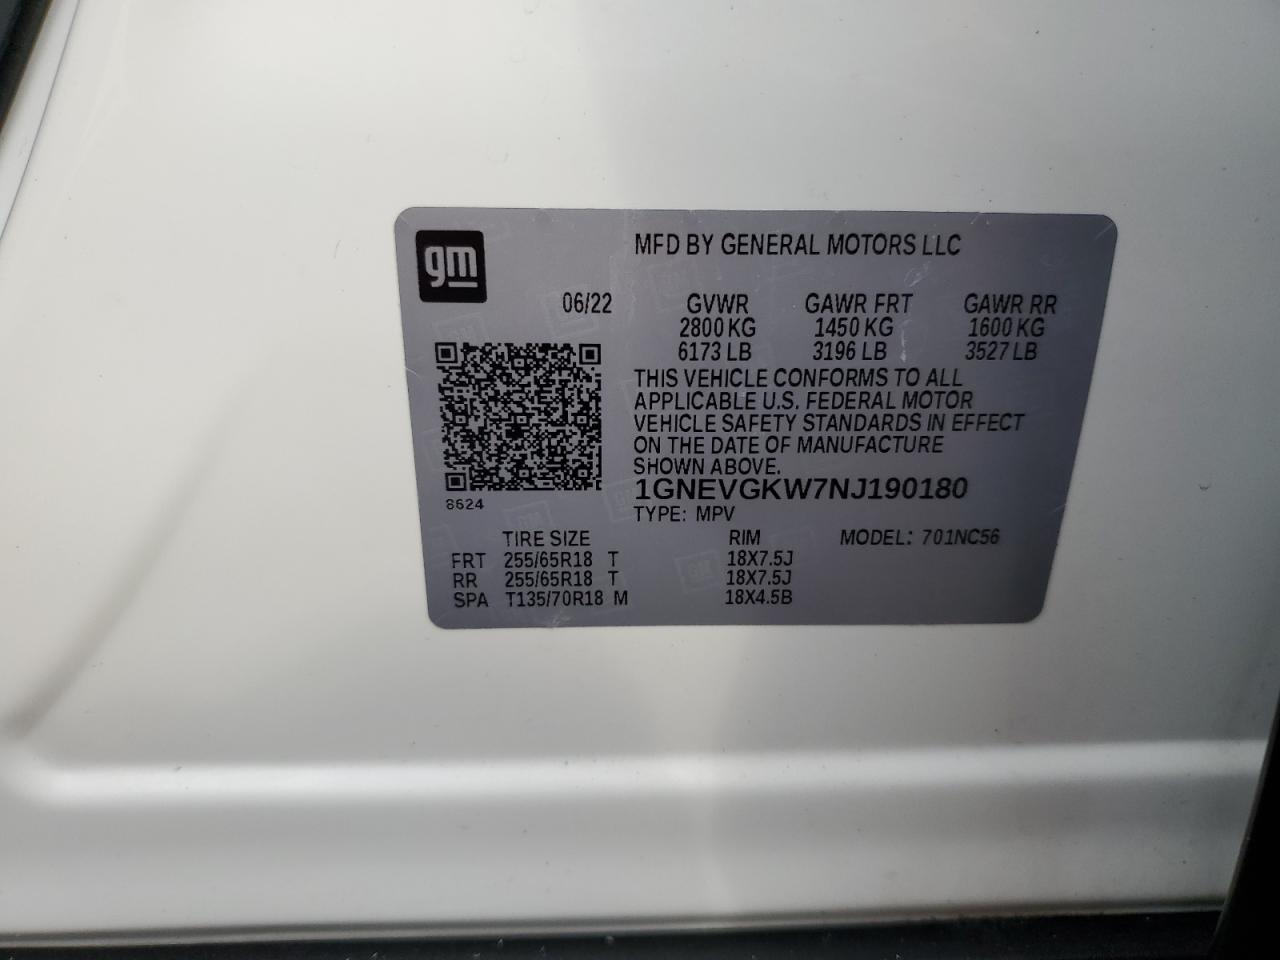 gm
MFD BY GENERAL MOTORS LLC
06/22 GVWR GAWR FRT GAWR RR
2800 KG 1450 KG 1600 KG
6173 LB 3196 LB 3527 LB
THIS VEHICLE CONFORMS TO ALL
APPLICABLE U.S. FEDERAL MOTOR
VEHICLE SAFETY STANDARDS IN EFFECT
ON THE DATE OF MANUFACTURE
SHOWN ABOVE.
1GNEVGKW7NJ190180
8624
TYPE: MPV
TIRE SIZE RIM MODEL: 701NC56
FRT 255/65R18 T 18X7.5J
RR 255/65R18 T 18X7.5J
SPA T135/70R18 M 18X4.5B